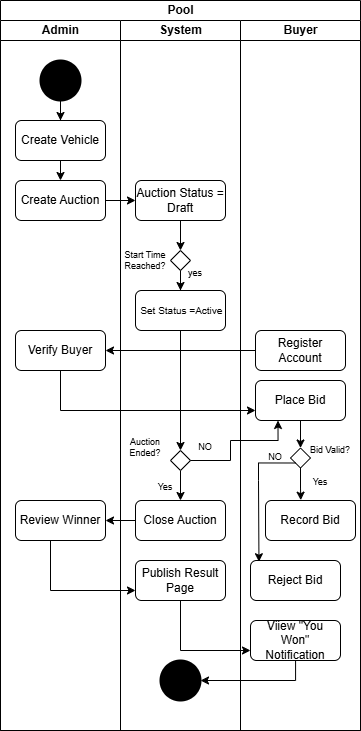 Pool
Admin
System
Buyer
Create Vehicle
Create Auction
Auction Status =
Draft
Start Time
Reached?
yes
Set Status =Active
Verify Buyer
Register
Account
Place Bid
Auction
Ended?
NO
Bid Valid?
NO
Yes
Yes
Review Winner
Close Auction
Record Bid
Publish Result
Page
Reject Bid
Viiew "You
Won"
Notification